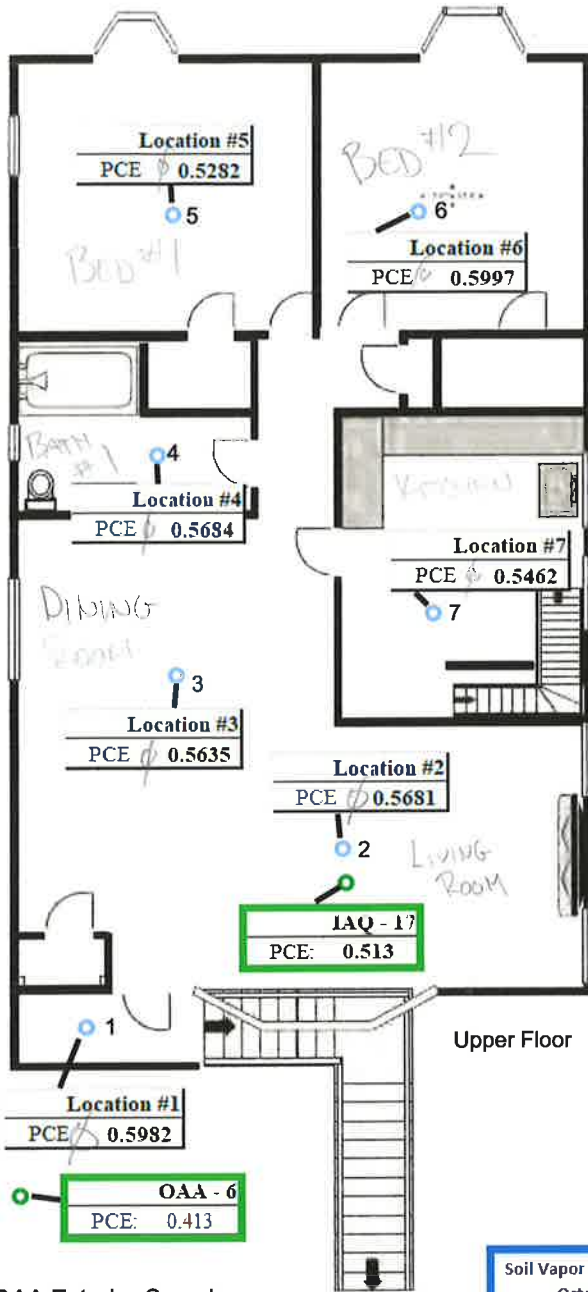 Location #5
PCE ϕ 0.5282
5
BED #1
BED #2
6
Location #6
PCE 0.5997
BATH
#1
4
Location #4
PCE ϕ 0.5684
KITCHEN
Location #7
PCE ϕ 0.5462
7
DINING
ROOM
3
Location #3
PCE ϕ 0.5635
Location #2
PCE ϕ 0.5681
2
LIVING
ROOM
IAQ - 17
PCE: 0.513
1
Upper Floor
Location #1
PCE ϕ 0.5982
OAA - 6
PCE: 0.413
Soil Vapor